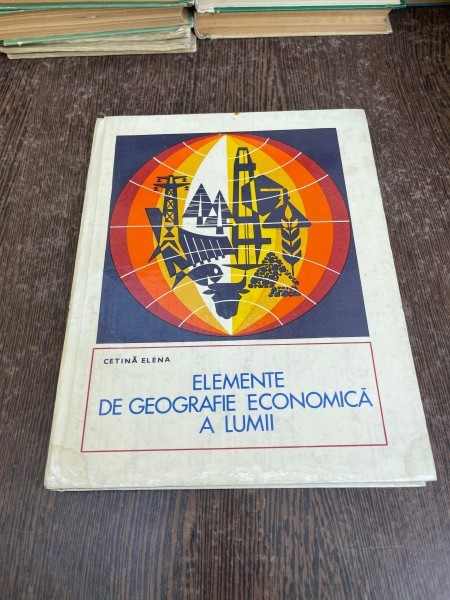 CETINĂ ELENA
ELEMENTE
DE GEOGRAFIE ECONOMICĂ
A LUMII